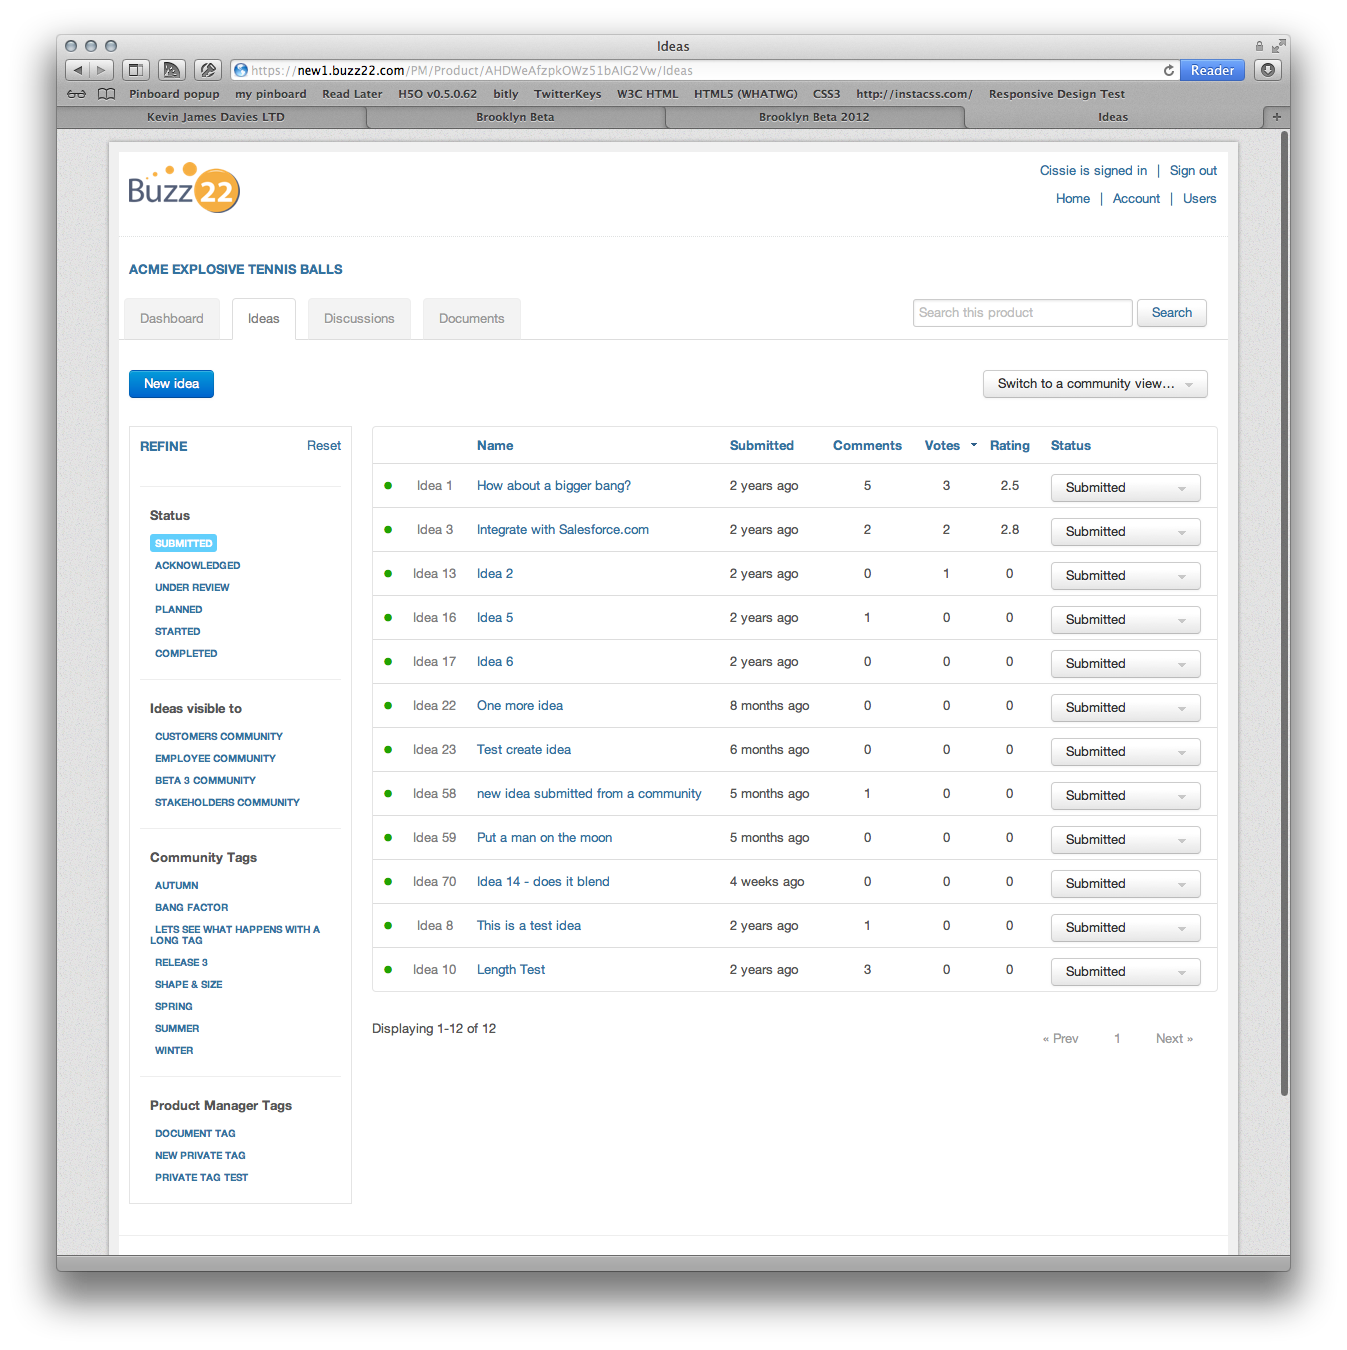 Ideas
https://new1.buzz22.com/PM/Product/AHDWeAfzpkOWz51bAIG2Vw/Ideas
Reader
Pinboard popup my pinboard Read Later H5O v0.5.0.62 bitly TwitterKeys W3C HTML HTML5 (WHATWG) CSS3 http://instacss.com/ Responsive Design Test
Kevin James Davies LTD Brooklyn Beta Brooklyn Beta 2012 Ideas +
Buzz22
Cissie is signed in | Sign out
Home | Account | Users
ACME EXPLOSIVE TENNIS BALLS
Dashboard Ideas Discussions Documents
Search this product Search
New idea
Switch to a community view...
REFINE Reset
Status
SUBMITTED
ACKNOWLEDGED
UNDER REVIEW
PLANNED
STARTED
COMPLETED
Ideas visible to
CUSTOMERS COMMUNITY
EMPLOYEE COMMUNITY
BETA 3 COMMUNITY
STAKEHOLDERS COMMUNITY
Community Tags
AUTUMN
BANG FACTOR
LETS SEE WHAT HAPPENS WITH A
LONG TAG
RELEASE 3
SHAPE & SIZE
SPRING
SUMMER
WINTER
Product Manager Tags
DOCUMENT TAG
NEW PRIVATE TAG
PRIVATE TAG TEST
Name Submitted Comments Votes Rating Status
Idea 1 How about a bigger bang? 2 years ago 5 3 2.5 Submitted
Idea 3 Integrate with Salesforce.com 2 years ago 2 2 2.8 Submitted
Idea 13 Idea 2 2 years ago 0 1 0 Submitted
Idea 16 Idea 5 2 years ago 1 0 0 Submitted
Idea 17 Idea 6 2 years ago 0 0 0 Submitted
Idea 22 One more idea 8 months ago 0 0 0 Submitted
Idea 23 Test create idea 6 months ago 0 0 0 Submitted
Idea 58 new idea submitted from a community 5 months ago 1 0 0 Submitted
Idea 59 Put a man on the moon 5 months ago 0 0 0 Submitted
Idea 70 Idea 14 - does it blend 4 weeks ago 0 0 0 Submitted
Idea 8 This is a test idea 2 years ago 1 0 0 Submitted
Idea 10 Length Test 2 years ago 3 0 0 Submitted
Displaying 1-12 of 12
« Prev 1 Next »